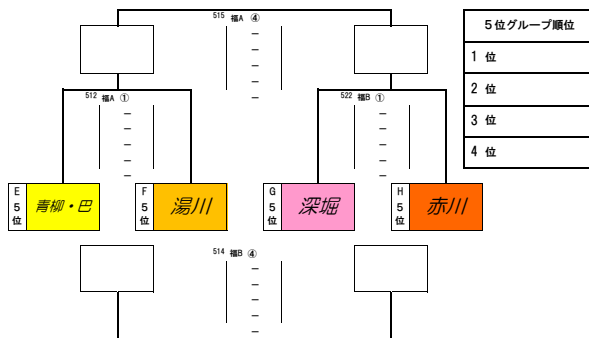 515 福A ④
５位グループ順位
1 位
2 位
3 位
4 位
512 福A ①
522 福B ①
E 5 位 青柳・巴
F 5 位 湯川
G 5 位 深堀
H 5 位 赤川
514 福B ④